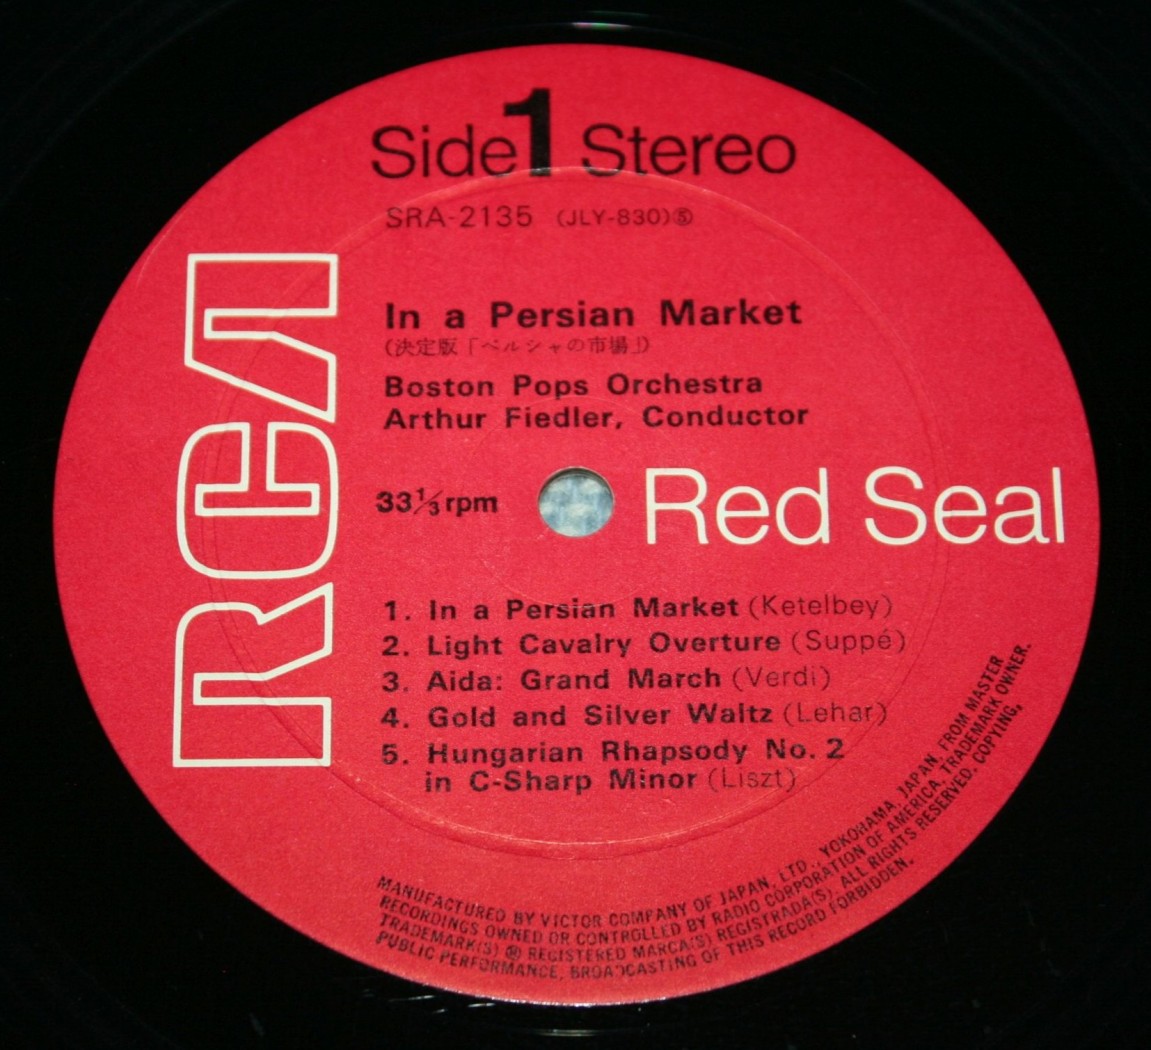 Side 1 Stereo
SRA-2135 (JLY-830)Ⓢ
RCA
In a Persian Market
(決定版「ペルシャの市場」)
Boston Pops Orchestra
Arthur Fiedler, Conductor
33⅓ rpm
Red Seal
1. In a Persian Market (Ketelbey)
2. Light Cavalry Overture (Suppé)
3. Aida: Grand March (Verdi)
4. Gold and Silver Waltz (Lehar)
5. Hungarian Rhapsody No. 2
in C-Sharp Minor (Liszt)
MANUFACTURED BY VICTOR COMPANY OF JAPAN, LTD., YOKOHAMA, JAPAN, FROM MASTER
RECORDINGS OWNED OR CONTROLLED BY RADIO CORPORATION OF AMERICA, TRADEMARK OWNER.
TRADEMARK(S) ® REGISTERED MARCA(S) REGISTRADA(S). ALL RIGHTS RESERVED. COPYING,
PUBLIC PERFORMANCE, BROADCASTING OF THIS RECORD FORBIDDEN.